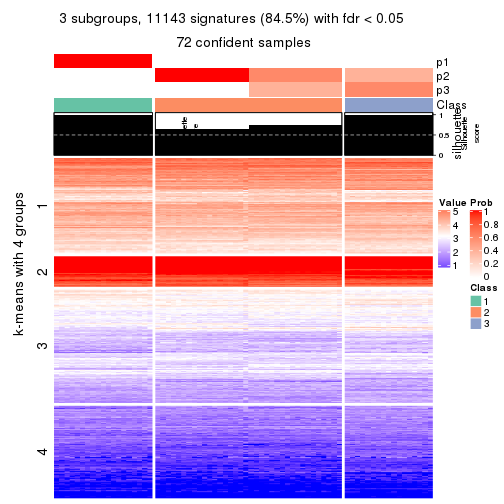 3 subgroups, 11143 signatures (84.5%) with fdr < 0.05
72 confident samples
p1
p2
p3
Class
1
0.5
0
silhouette
Silhouette
score
k-means with 4 groups
1
2
3
4
Value
5
4
3
2
1
Prob
1
0.8
0.6
0.4
0.2
0
Class
1
2
3